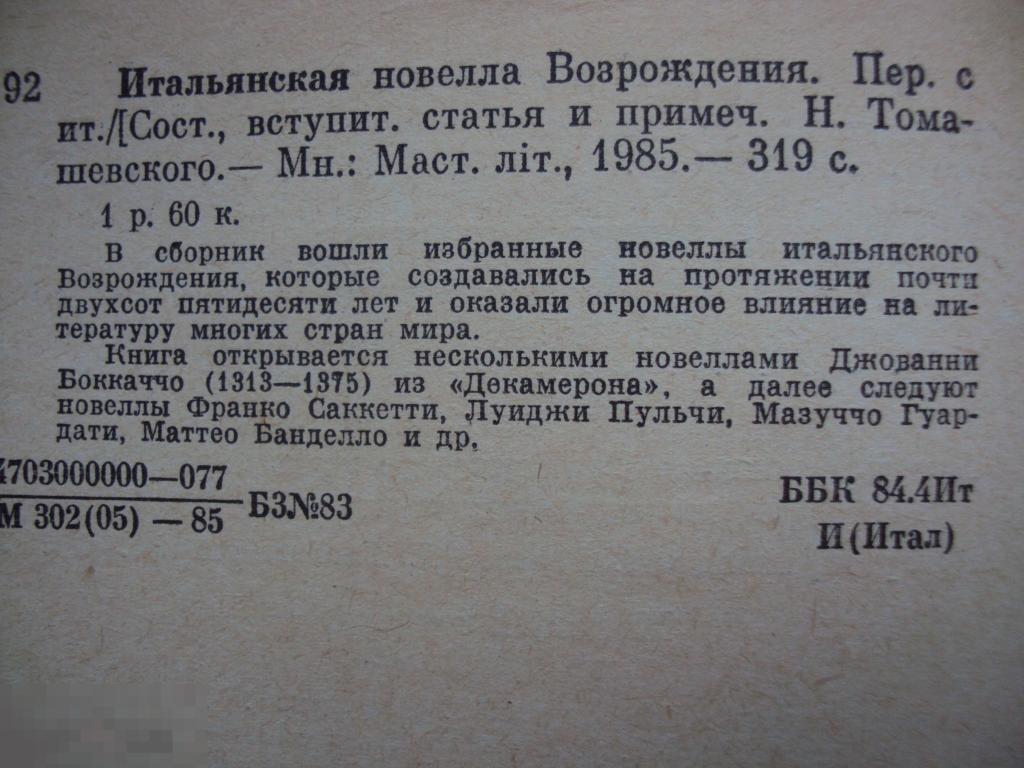 92 Итальянская новелла Возрождения. Пер. с
ит./[Сост., вступит. статья и примеч. Н. Тома-
шевского.— Мн.: Маст. літ., 1985.— 319 с.
1 р. 60 к.
В сборник вошли избранные новеллы итальянского
Возрождения, которые создавались на протяжении почти
двухсот пятидесяти лет и оказали огромное влияние на ли-
тературу многих стран мира.
Книга открывается несколькими новеллами Джованни
Боккаччо (1313—1375) из «Декамерона», а далее следуют
новеллы Франко Саккетти, Луиджи Пульчи, Мазуччо Гуар-
дати, Маттео Банделло и др.
4703000000—077
М 302(05) — 85 БЗ№83
ББК 84.4Ит
И(Итал)